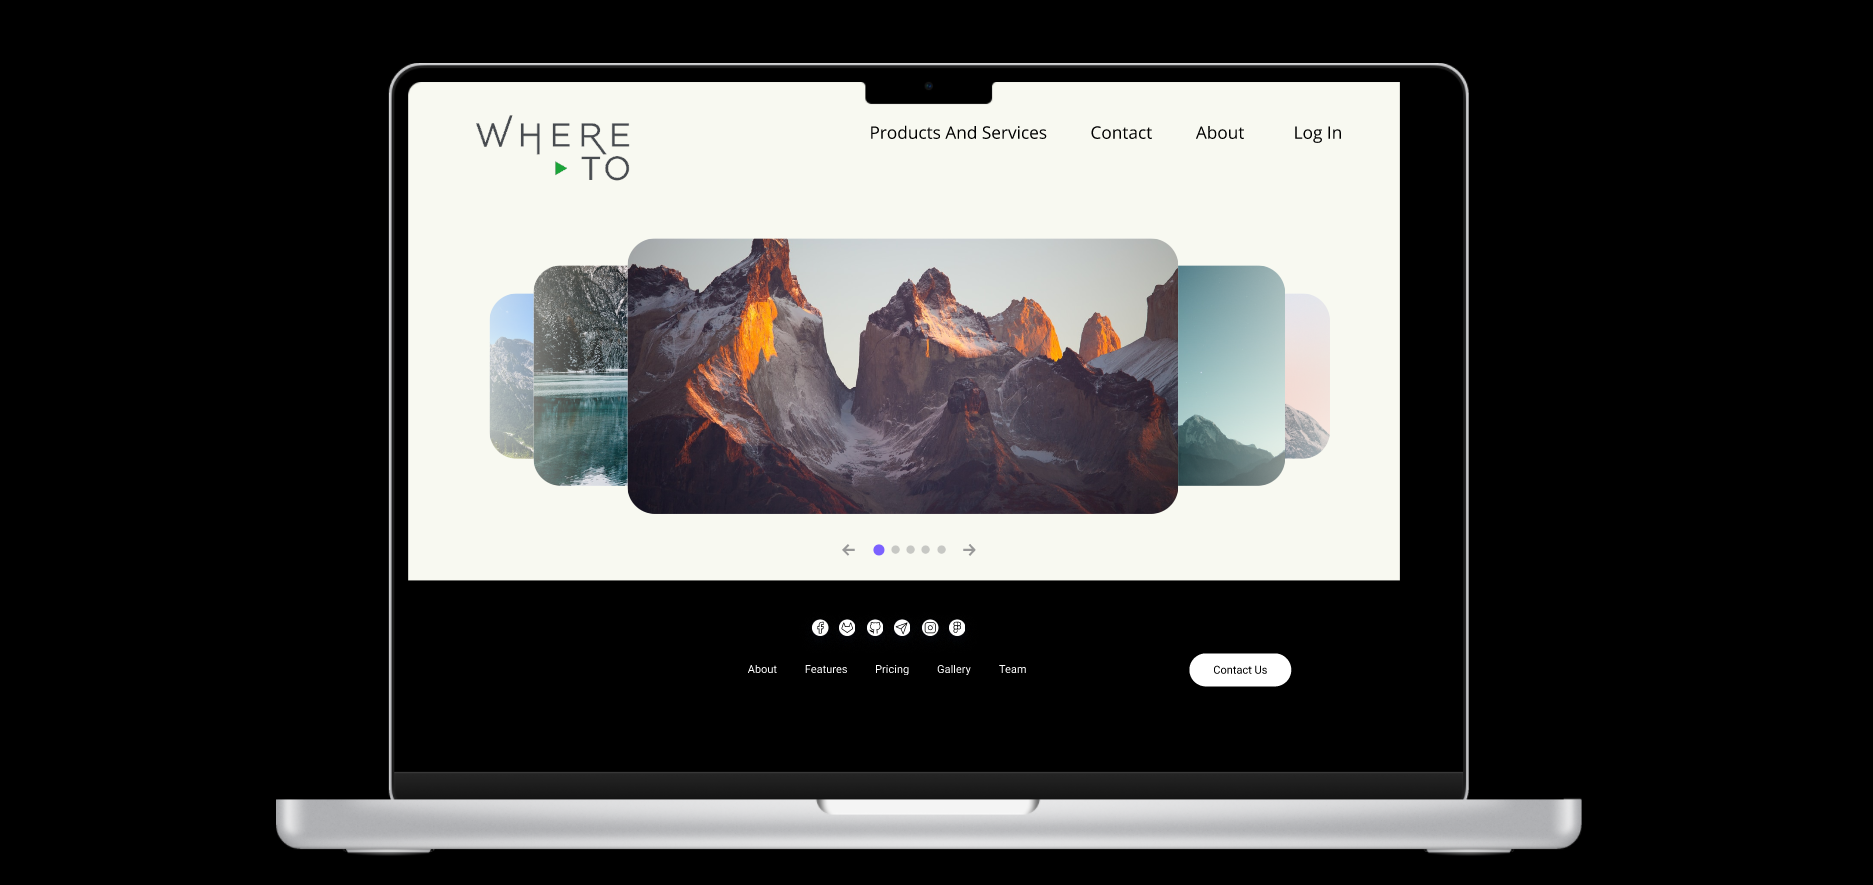 WHERE
TO
Products And Services
Contact
About
Log In
About
Features
Pricing
Gallery
Team
Contact Us